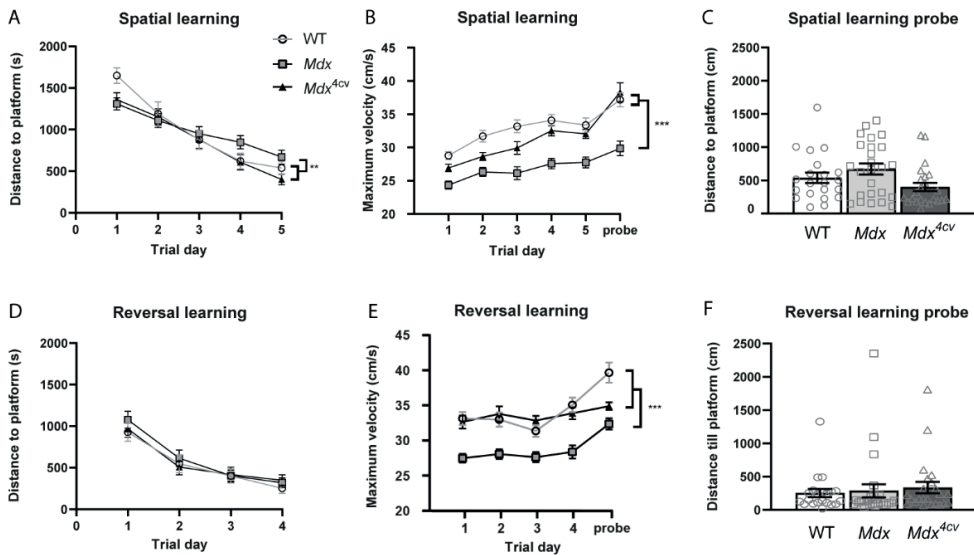 A
Spatial learning
Distance to platform (s)
2000
1500
1000
500
0
0
1
2
3
4
5
Trial day
**
WT
Mdx
Mdx4cv
B
Spatial learning
Maximum velocity (cm/s)
45
40
35
30
25
20
1
2
3
4
5
probe
Trial day
***
C
Spatial learning probe
Distance to platform (cm)
2500
2000
1500
1000
500
0
WT
Mdx
Mdx4cv
D
Reversal learning
Distance to platform (s)
2000
1500
1000
500
0
0
1
2
3
4
Trial day
E
Reversal learning
Maximum velocity (cm/s)
45
40
35
30
25
20
1
2
3
4
probe
Trial day
***
F
Reversal learning probe
Distance till platform (cm)
2500
2000
1500
1000
500
0
WT
Mdx
Mdx4cv